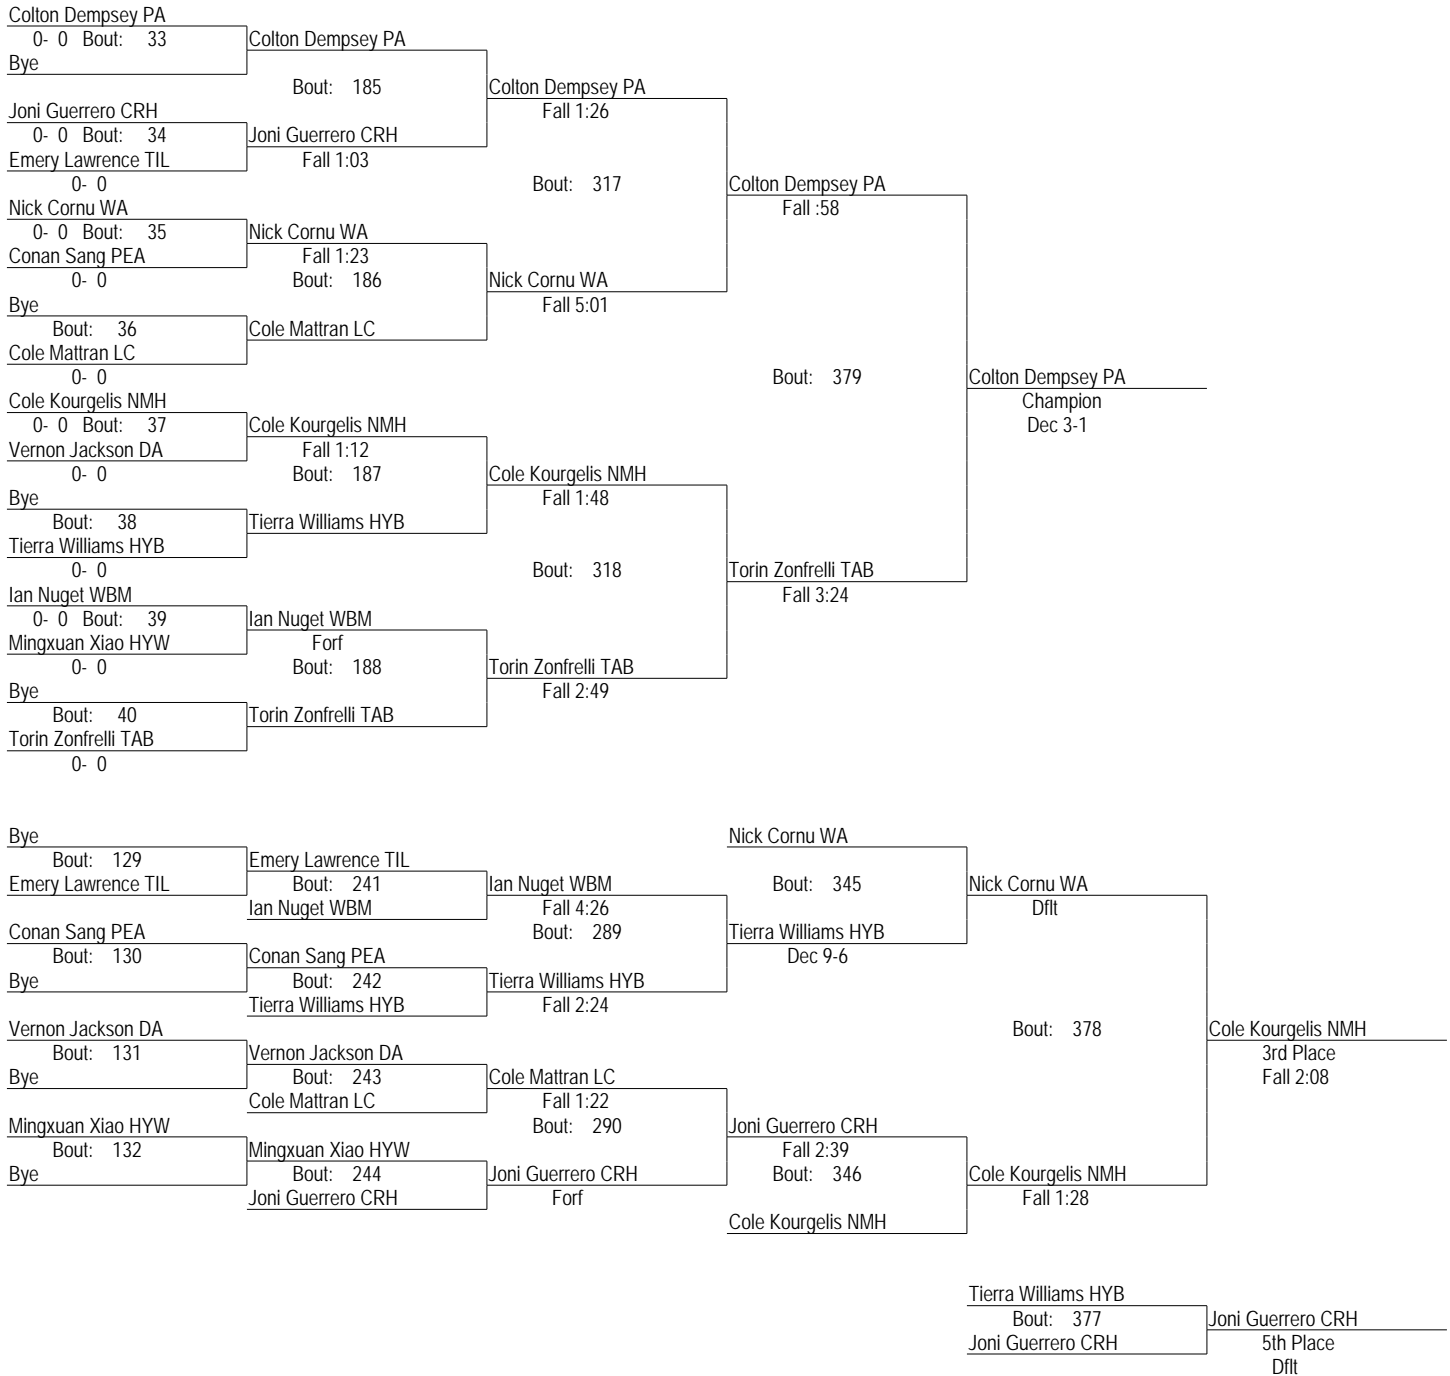 Colton Dempsey PA
0- 0 Bout: 33
Colton Dempsey PA
Bye
Bout: 185
Colton Dempsey PA
Joni Guerrero CRH
Fall 1:26
0- 0 Bout: 34
Joni Guerrero CRH
Emery Lawrence TIL
Fall 1:03
0- 0
Bout: 317
Colton Dempsey PA
Nick Cornu WA
Fall :58
0- 0 Bout: 35
Nick Cornu WA
Conan Sang PEA
Fall 1:23
0- 0
Bout: 186
Nick Cornu WA
Bye
Fall 5:01
Bout: 36
Cole Mattran LC
Cole Mattran LC
0- 0
Bout: 379
Colton Dempsey PA
Cole Kourgelis NMH
Champion
0- 0 Bout: 37
Cole Kourgelis NMH
Dec 3-1
Vernon Jackson DA
Fall 1:12
0- 0
Bout: 187
Cole Kourgelis NMH
Bye
Fall 1:48
Bout: 38
Tierra Williams HYB
Tierra Williams HYB
0- 0
Bout: 318
Torin Zonfrelli TAB
Ian Nuget WBM
Fall 3:24
0- 0 Bout: 39
Ian Nuget WBM
Mingxuan Xiao HYW
Forf
0- 0
Bout: 188
Torin Zonfrelli TAB
Bye
Fall 2:49
Bout: 40
Torin Zonfrelli TAB
Torin Zonfrelli TAB
0- 0
Bye
Nick Cornu WA
Bout: 129
Emery Lawrence TIL
Emery Lawrence TIL
Bout: 241
Ian Nuget WBM
Bout: 345
Nick Cornu WA
Ian Nuget WBM
Fall 4:26
Dflt
Conan Sang PEA
Bout: 289
Tierra Williams HYB
Bout: 130
Conan Sang PEA
Dec 9-6
Bye
Bout: 242
Tierra Williams HYB
Tierra Williams HYB
Fall 2:24
Vernon Jackson DA
Bout: 378
Cole Kourgelis NMH
Bout: 131
Vernon Jackson DA
3rd Place
Bye
Bout: 243
Cole Mattran LC
Fall 2:08
Cole Mattran LC
Fall 1:22
Mingxuan Xiao HYW
Bout: 290
Joni Guerrero CRH
Bout: 132
Mingxuan Xiao HYW
Fall 2:39
Bye
Bout: 244
Joni Guerrero CRH
Bout: 346
Cole Kourgelis NMH
Joni Guerrero CRH
Forf
Fall 1:28
Cole Kourgelis NMH
Tierra Williams HYB
Bout: 377
Joni Guerrero CRH
Joni Guerrero CRH
5th Place
Dflt